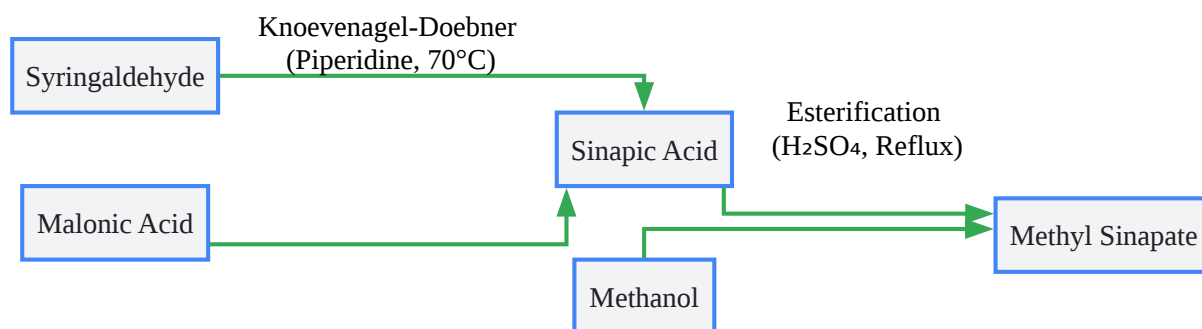 Knoevenagel-Doebner
(Piperidine, 70°C)
Syringaldehyde
Esterification
(H₂SO₄, Reflux)
Sinapic Acid
Malonic Acid
Methyl Sinapate
Methanol